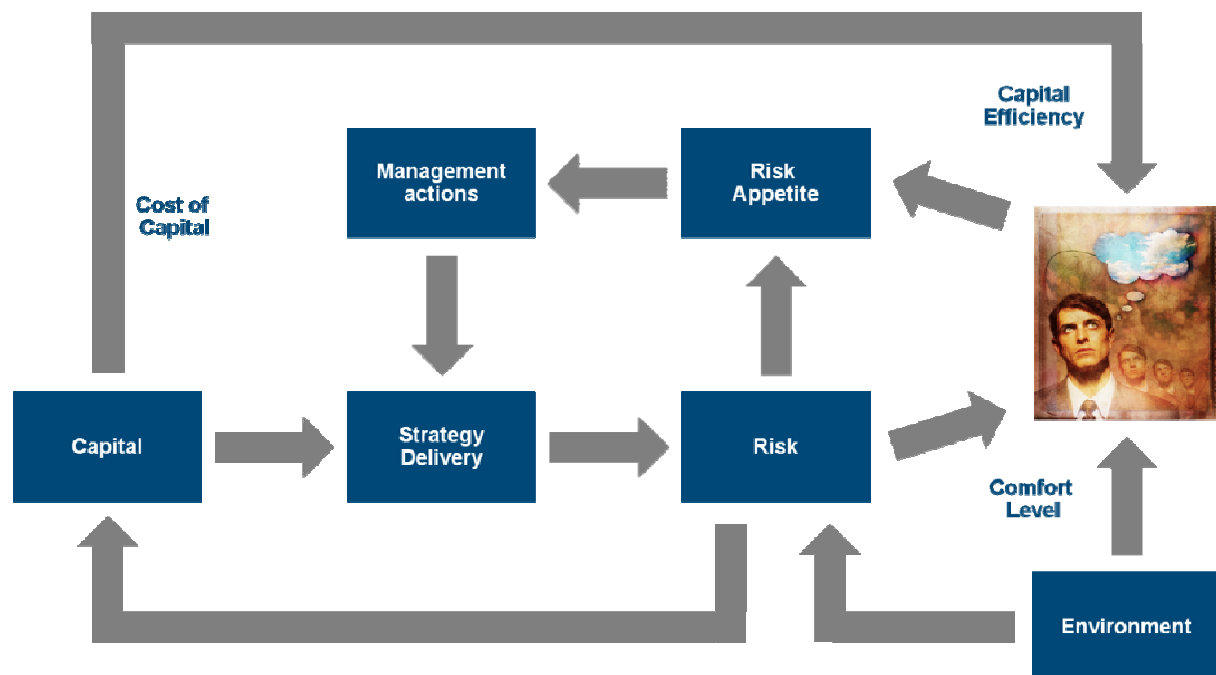 Capital
Efficiency
Management
actions
Risk
Appetite
Cost of
Capital
Capital
Strategy
Delivery
Risk
Comfort
Level
Environment